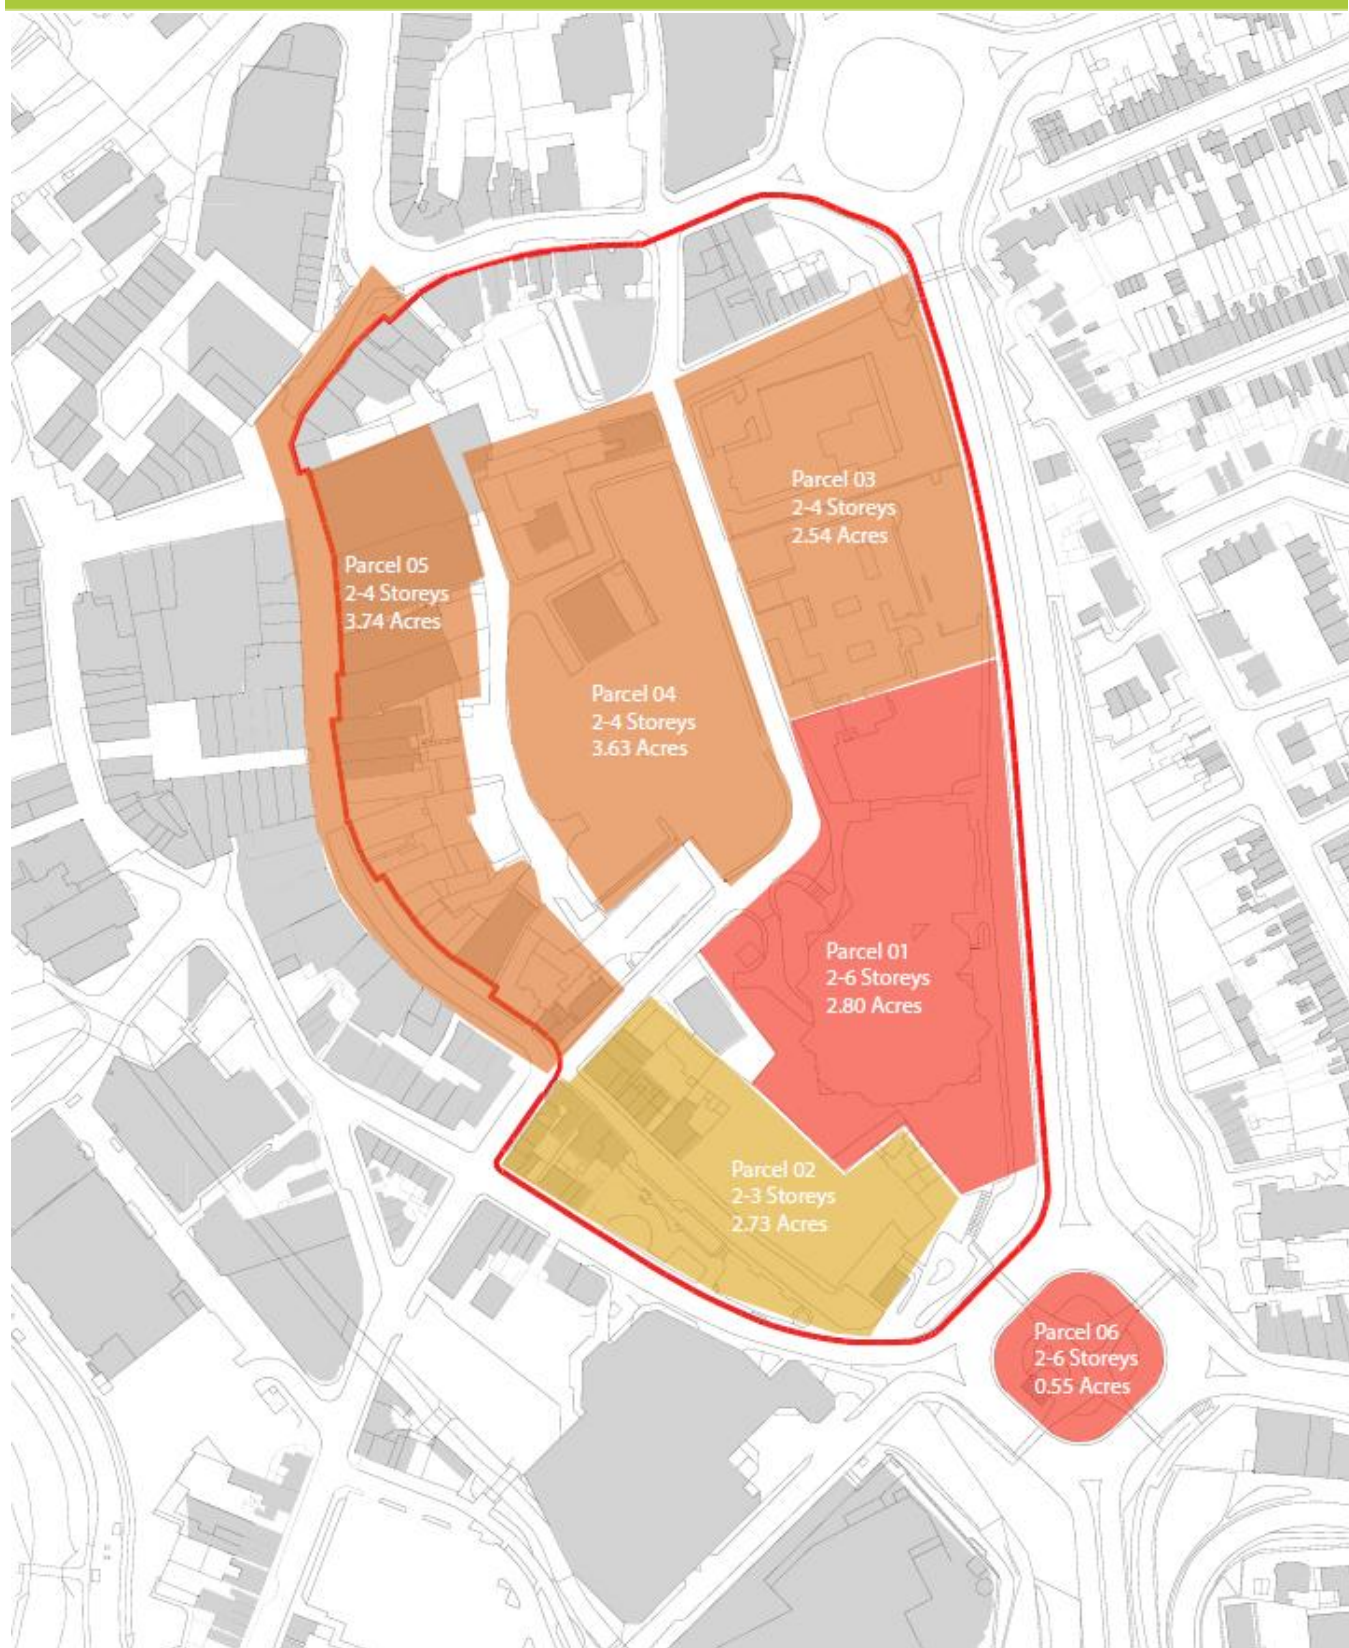 Parcel 03
2-4 Storeys
2.54 Acres
Parcel 05
2-4 Storeys
3.74 Acres
Parcel 04
2-4 Storeys
3.63 Acres
Parcel 01
2-6 Storeys
2.80 Acres
Parcel 02
2-3 Storeys
2.73 Acres
Parcel 06
2-6 Storeys
0.55 Acres